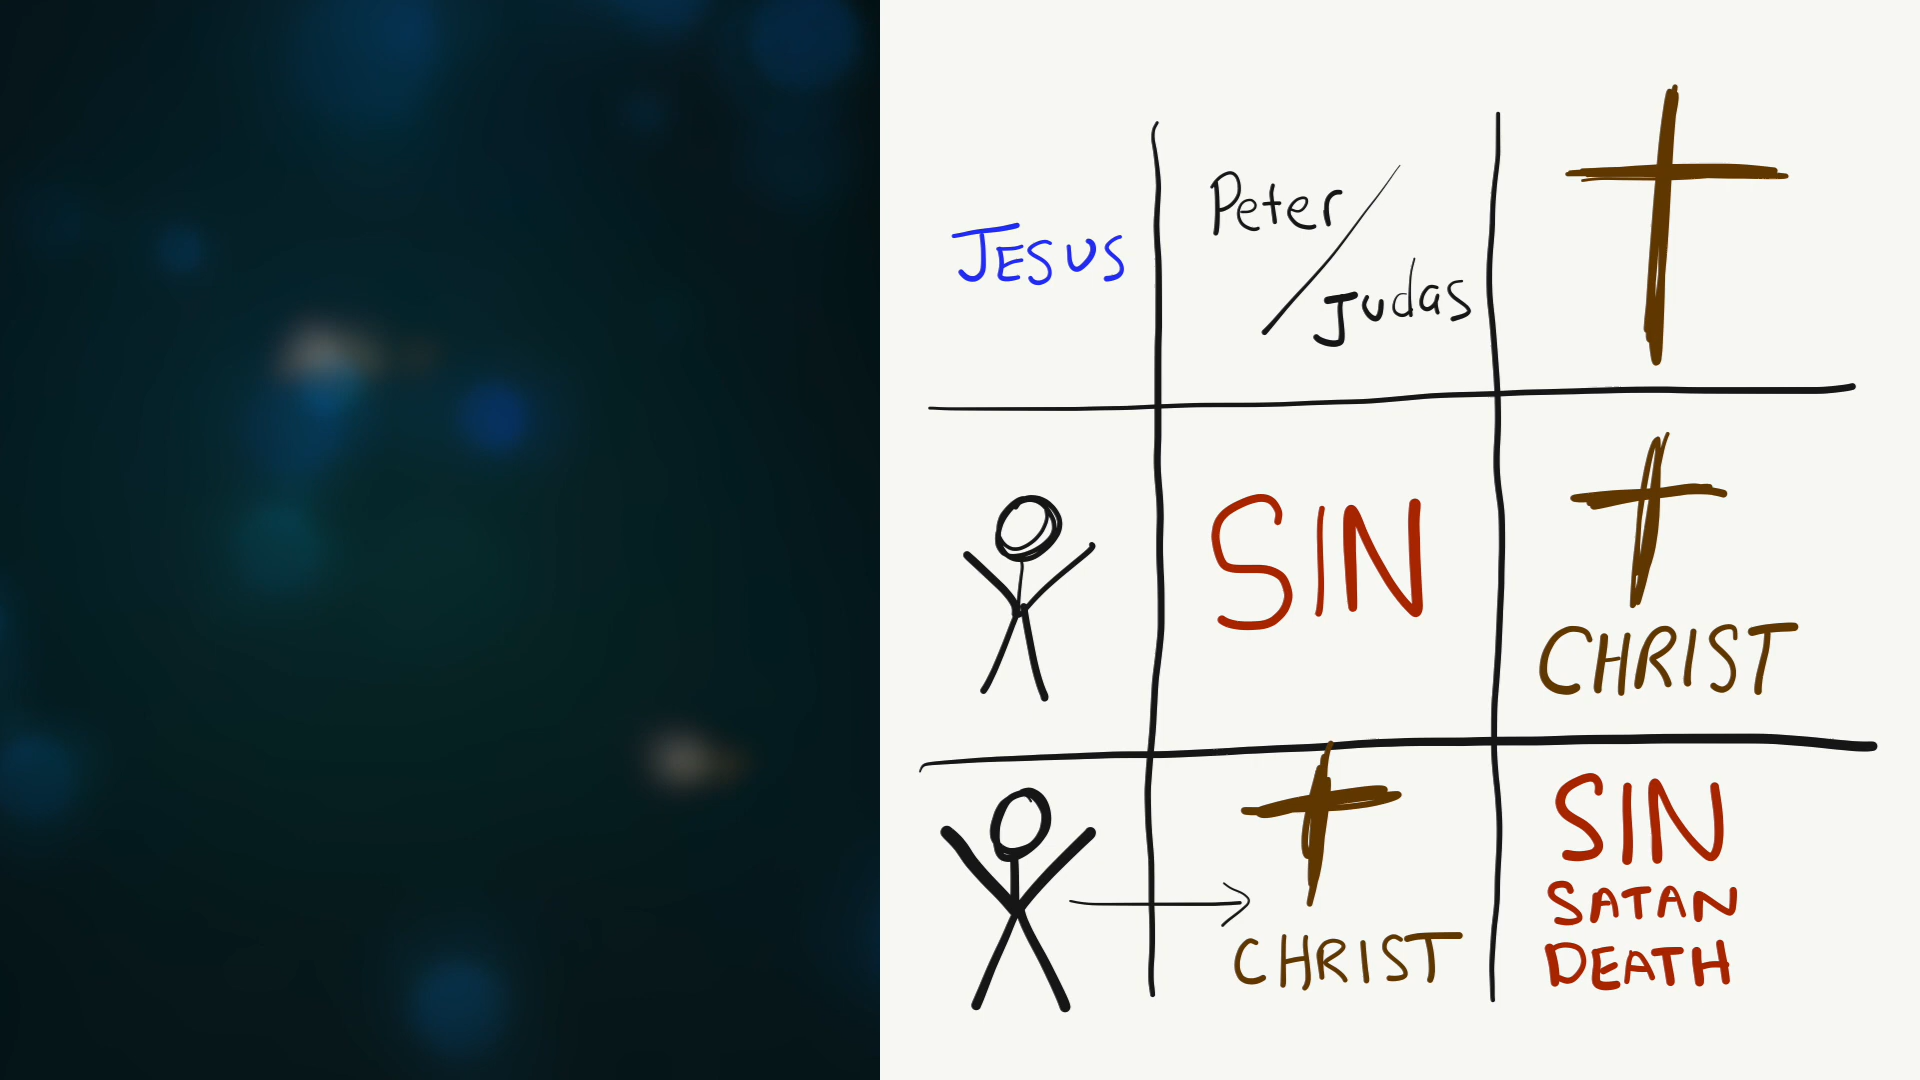 JESUS
Peter
Judas
SIN
CHRIST
CHRIST
SIN
SATAN
DEATH